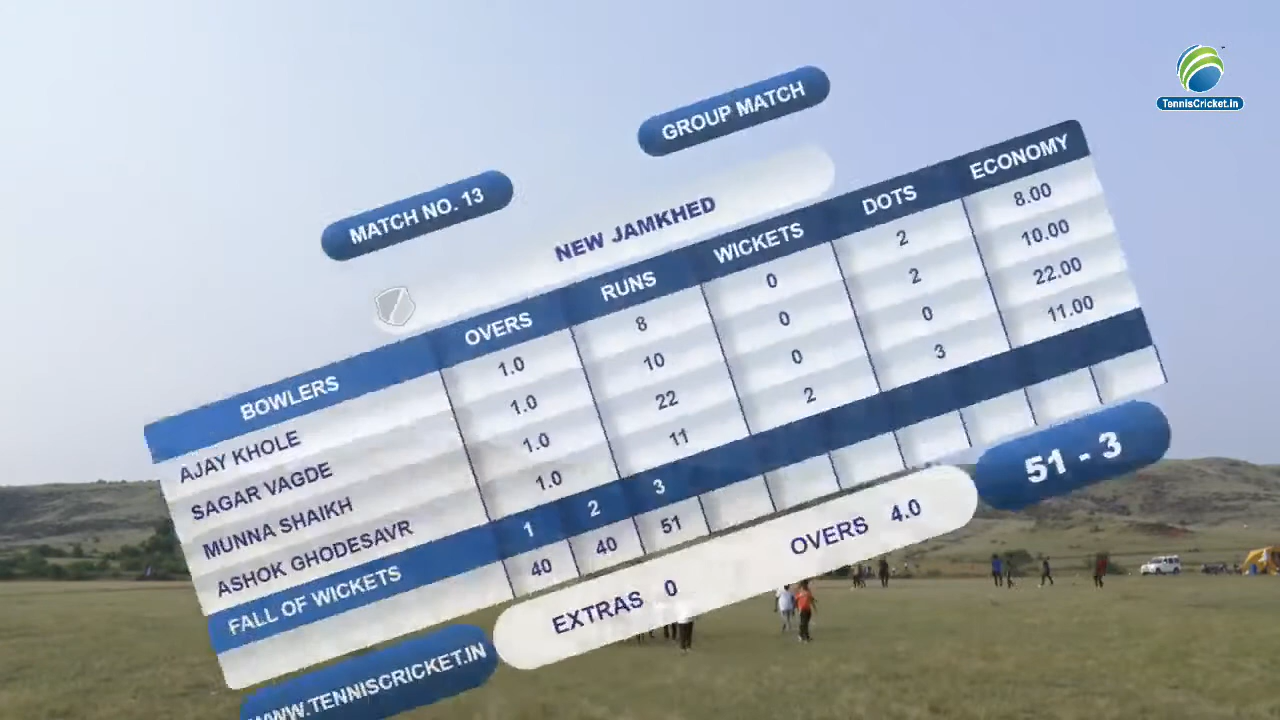 TennisCricket.in
GROUP MATCH
MATCH NO. 13
NEW JAMKHED
BOWLERS OVERS RUNS WICKETS DOTS ECONOMY
AJAY KHOLE 1.0 8 0 2 8.00
SAGAR VAGDE 1.0 10 0 2 10.00
MUNNA SHAIKH 1.0 22 0 0 22.00
ASHOK GHODESAVR 1.0 11 2 3 11.00
FALL OF WICKETS 1 2 3
40 40 51
EXTRAS 0 OVERS 4.0 51 - 3
WWW.TENNISCRICKET.IN